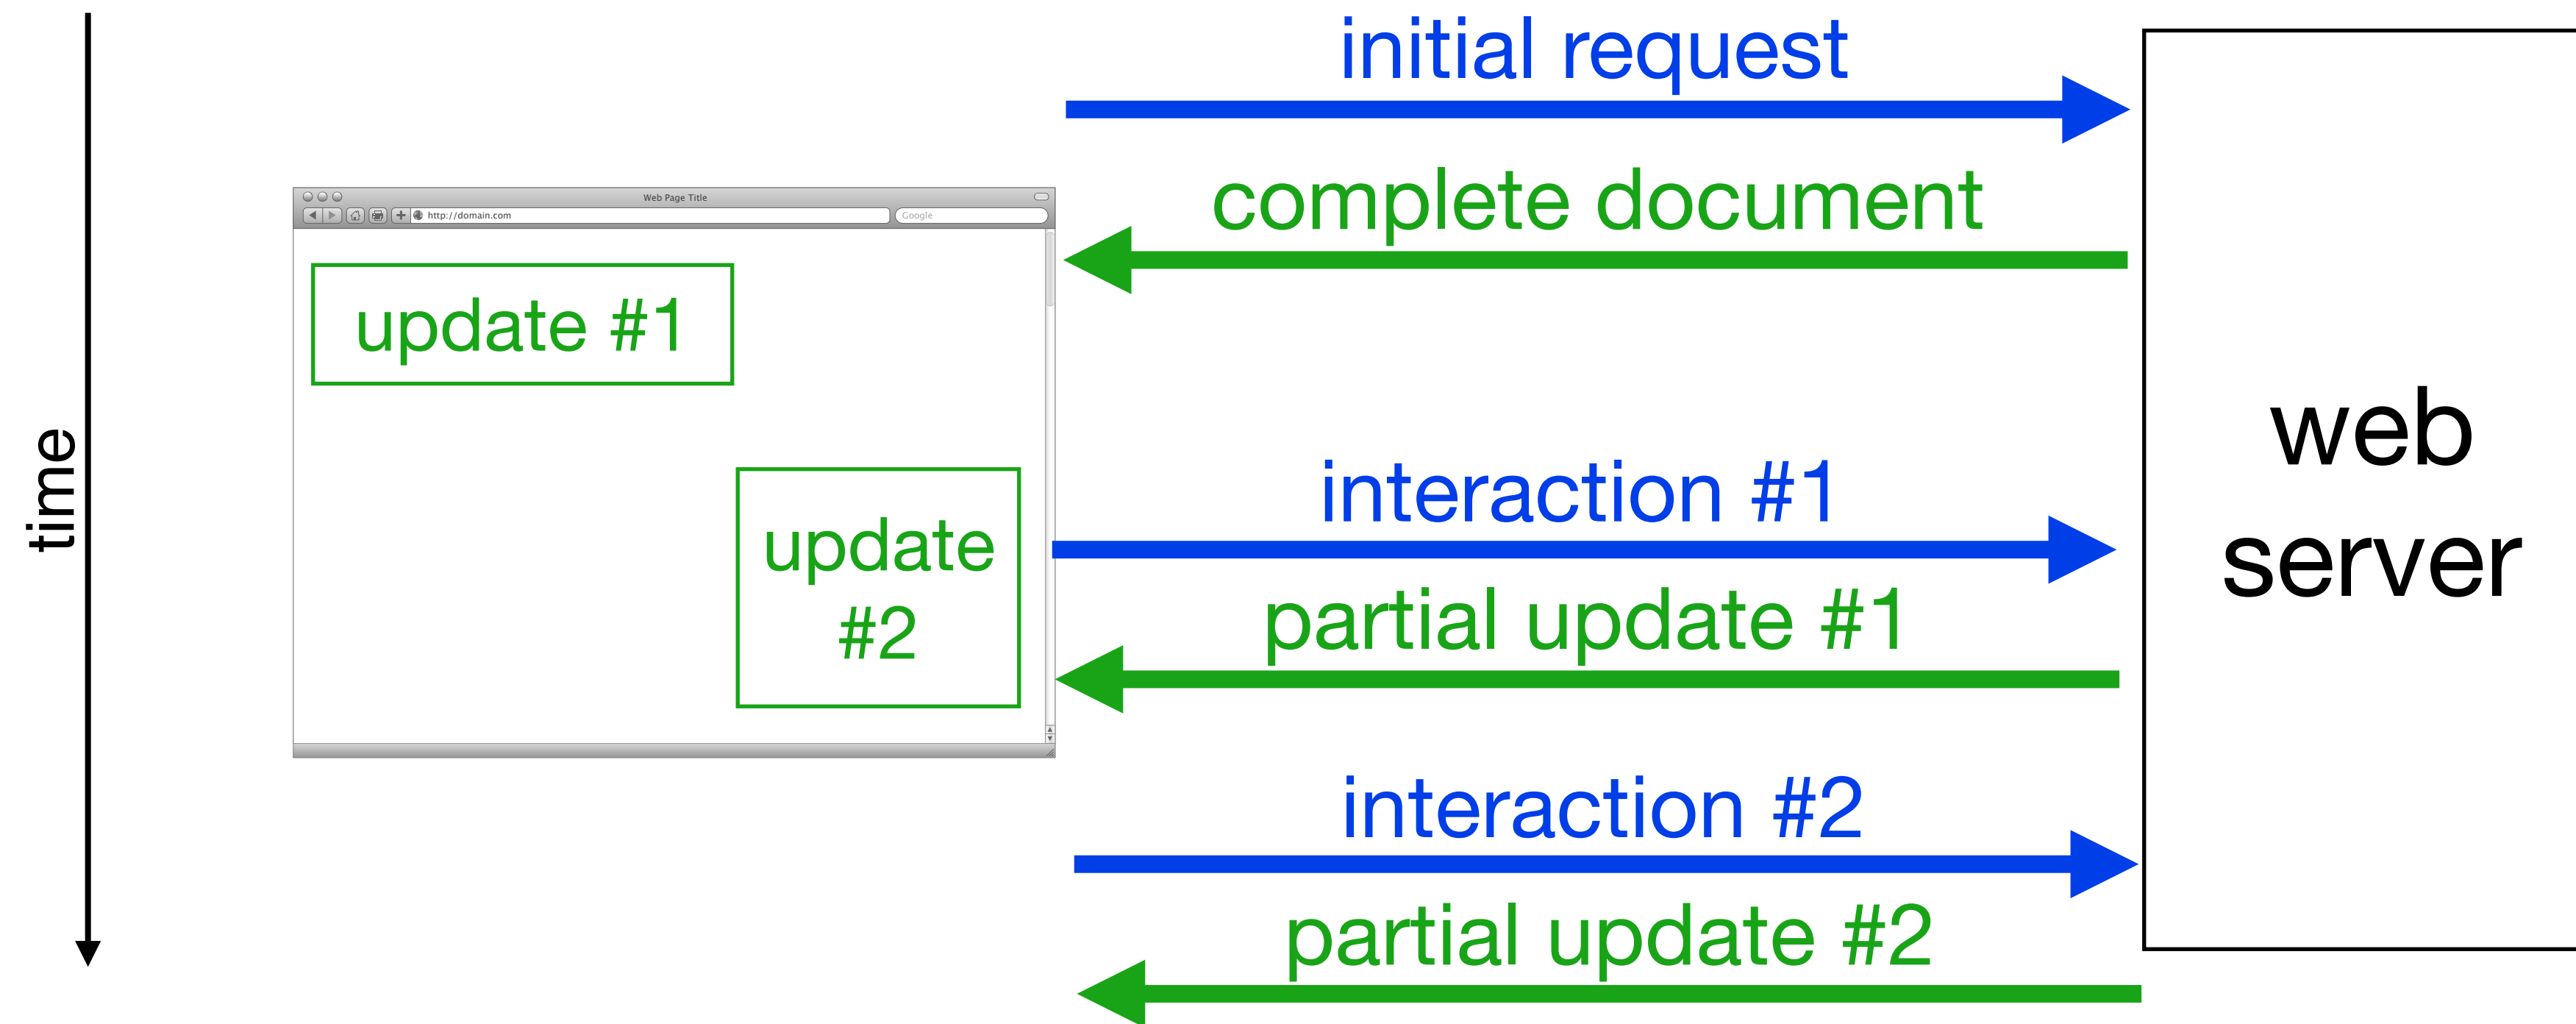 initial request
complete document
Web Page Title
http://domain.com
Google
update #1
time
update
#2
interaction #1
partial update #1
interaction #2
partial update #2
web
server